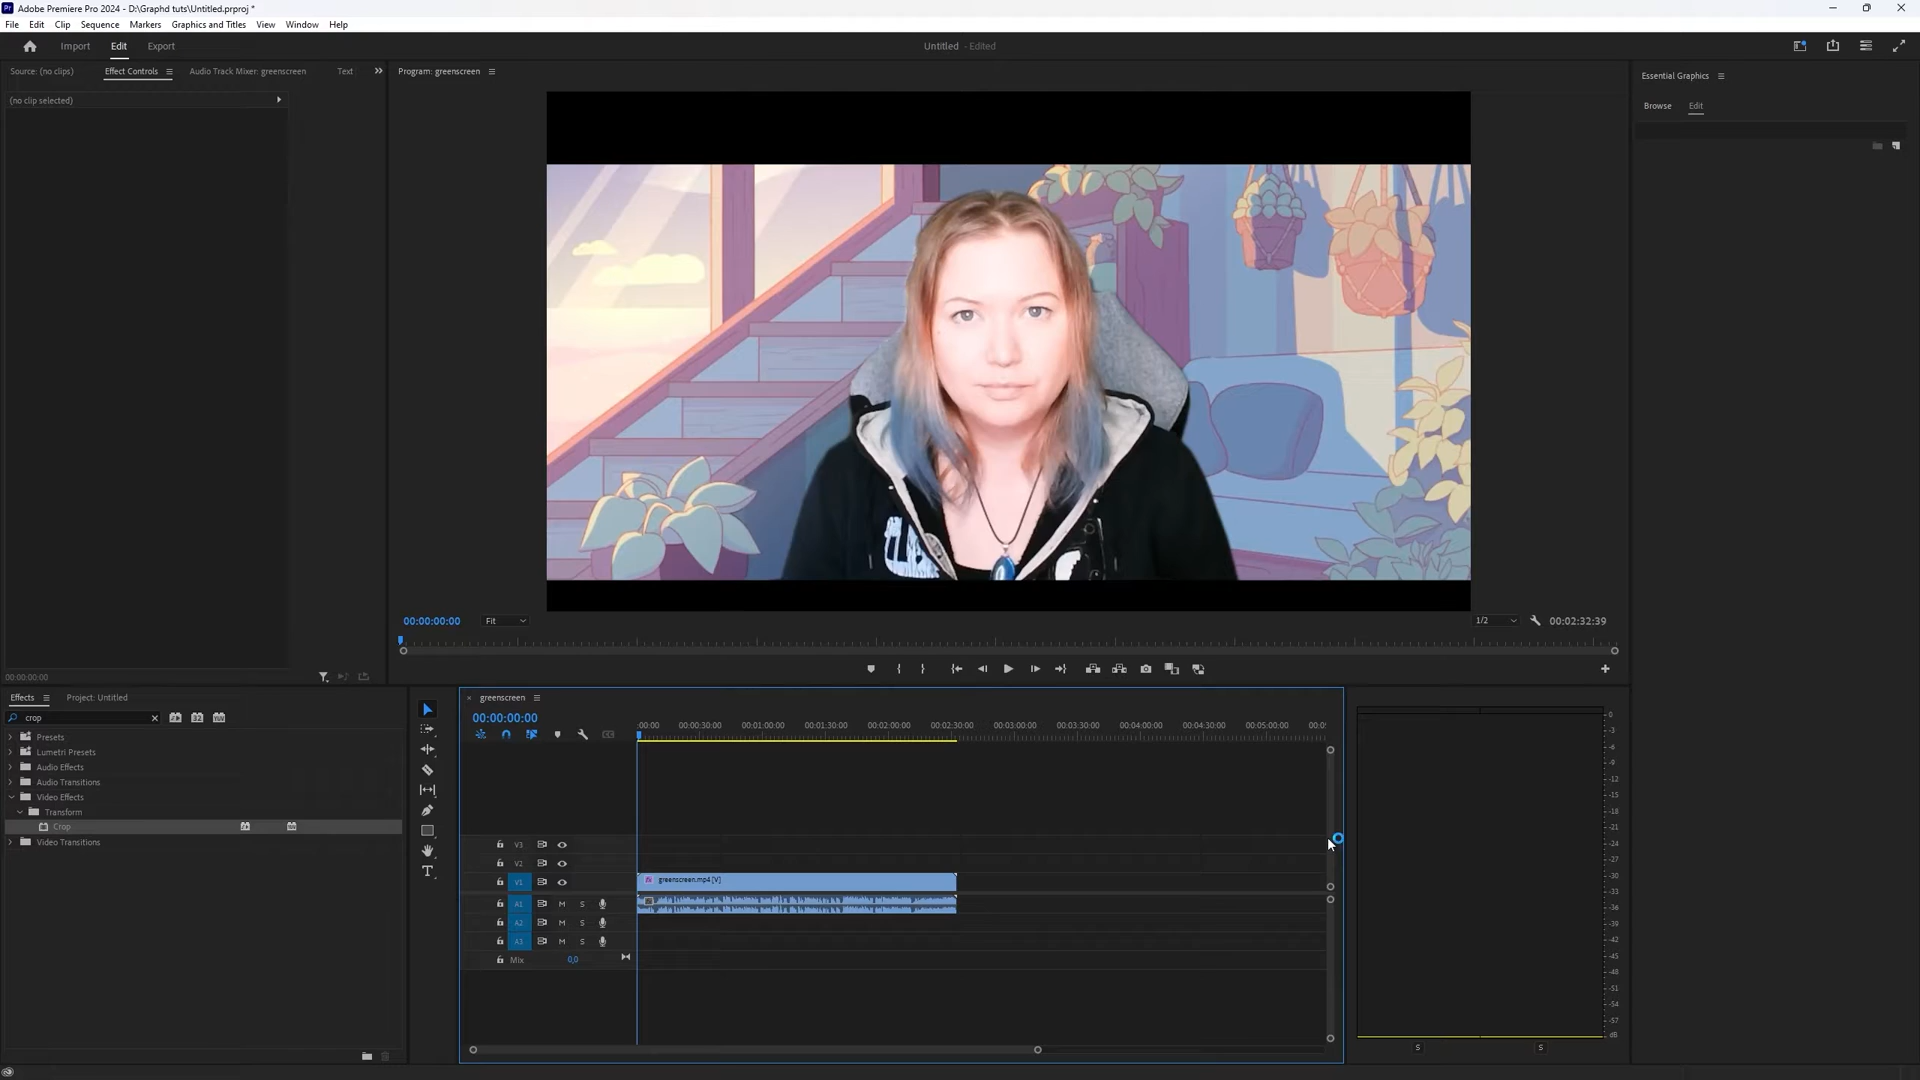 Adobe Premiere Pro 2024 - D:\Graphd tuts\Untitled.prproj *
File Edit Clip Sequence Markers Graphics and Titles View Window Help
Import Edit Export
Untitled - Edited
Source: (no clips) Effect Controls Audio Track Mixer: greenscreen Text
Program: greenscreen
Essential Graphics
(no clip selected)
Browse Edit
00:00:00:00 Fit 1/2 00:02:32:39
00:00:00:00
Effects Project: Untitled
crop
Presets
Lumetri Presets
Audio Effects
Audio Transitions
Video Effects
Transform
Crop
Video Transitions
greenscreen
00:00:00:00
:00:00 00:00:30:00 00:01:00:00 00:01:30:00 00:02:00:00 00:02:30:00 00:03:00:00 00:03:30:00 00:04:00:00 00:04:30:00 00:05:00:00
V3
V2
V1 greenscreen.mp4 [V]
A1 M S
A2 M S
A3 M S
Mix 0,0
0
-3
-6
-9
-12
-15
-18
-21
-24
-27
-30
-33
-36
-39
-42
-45
-48
-51
-54
-57
dB
S S